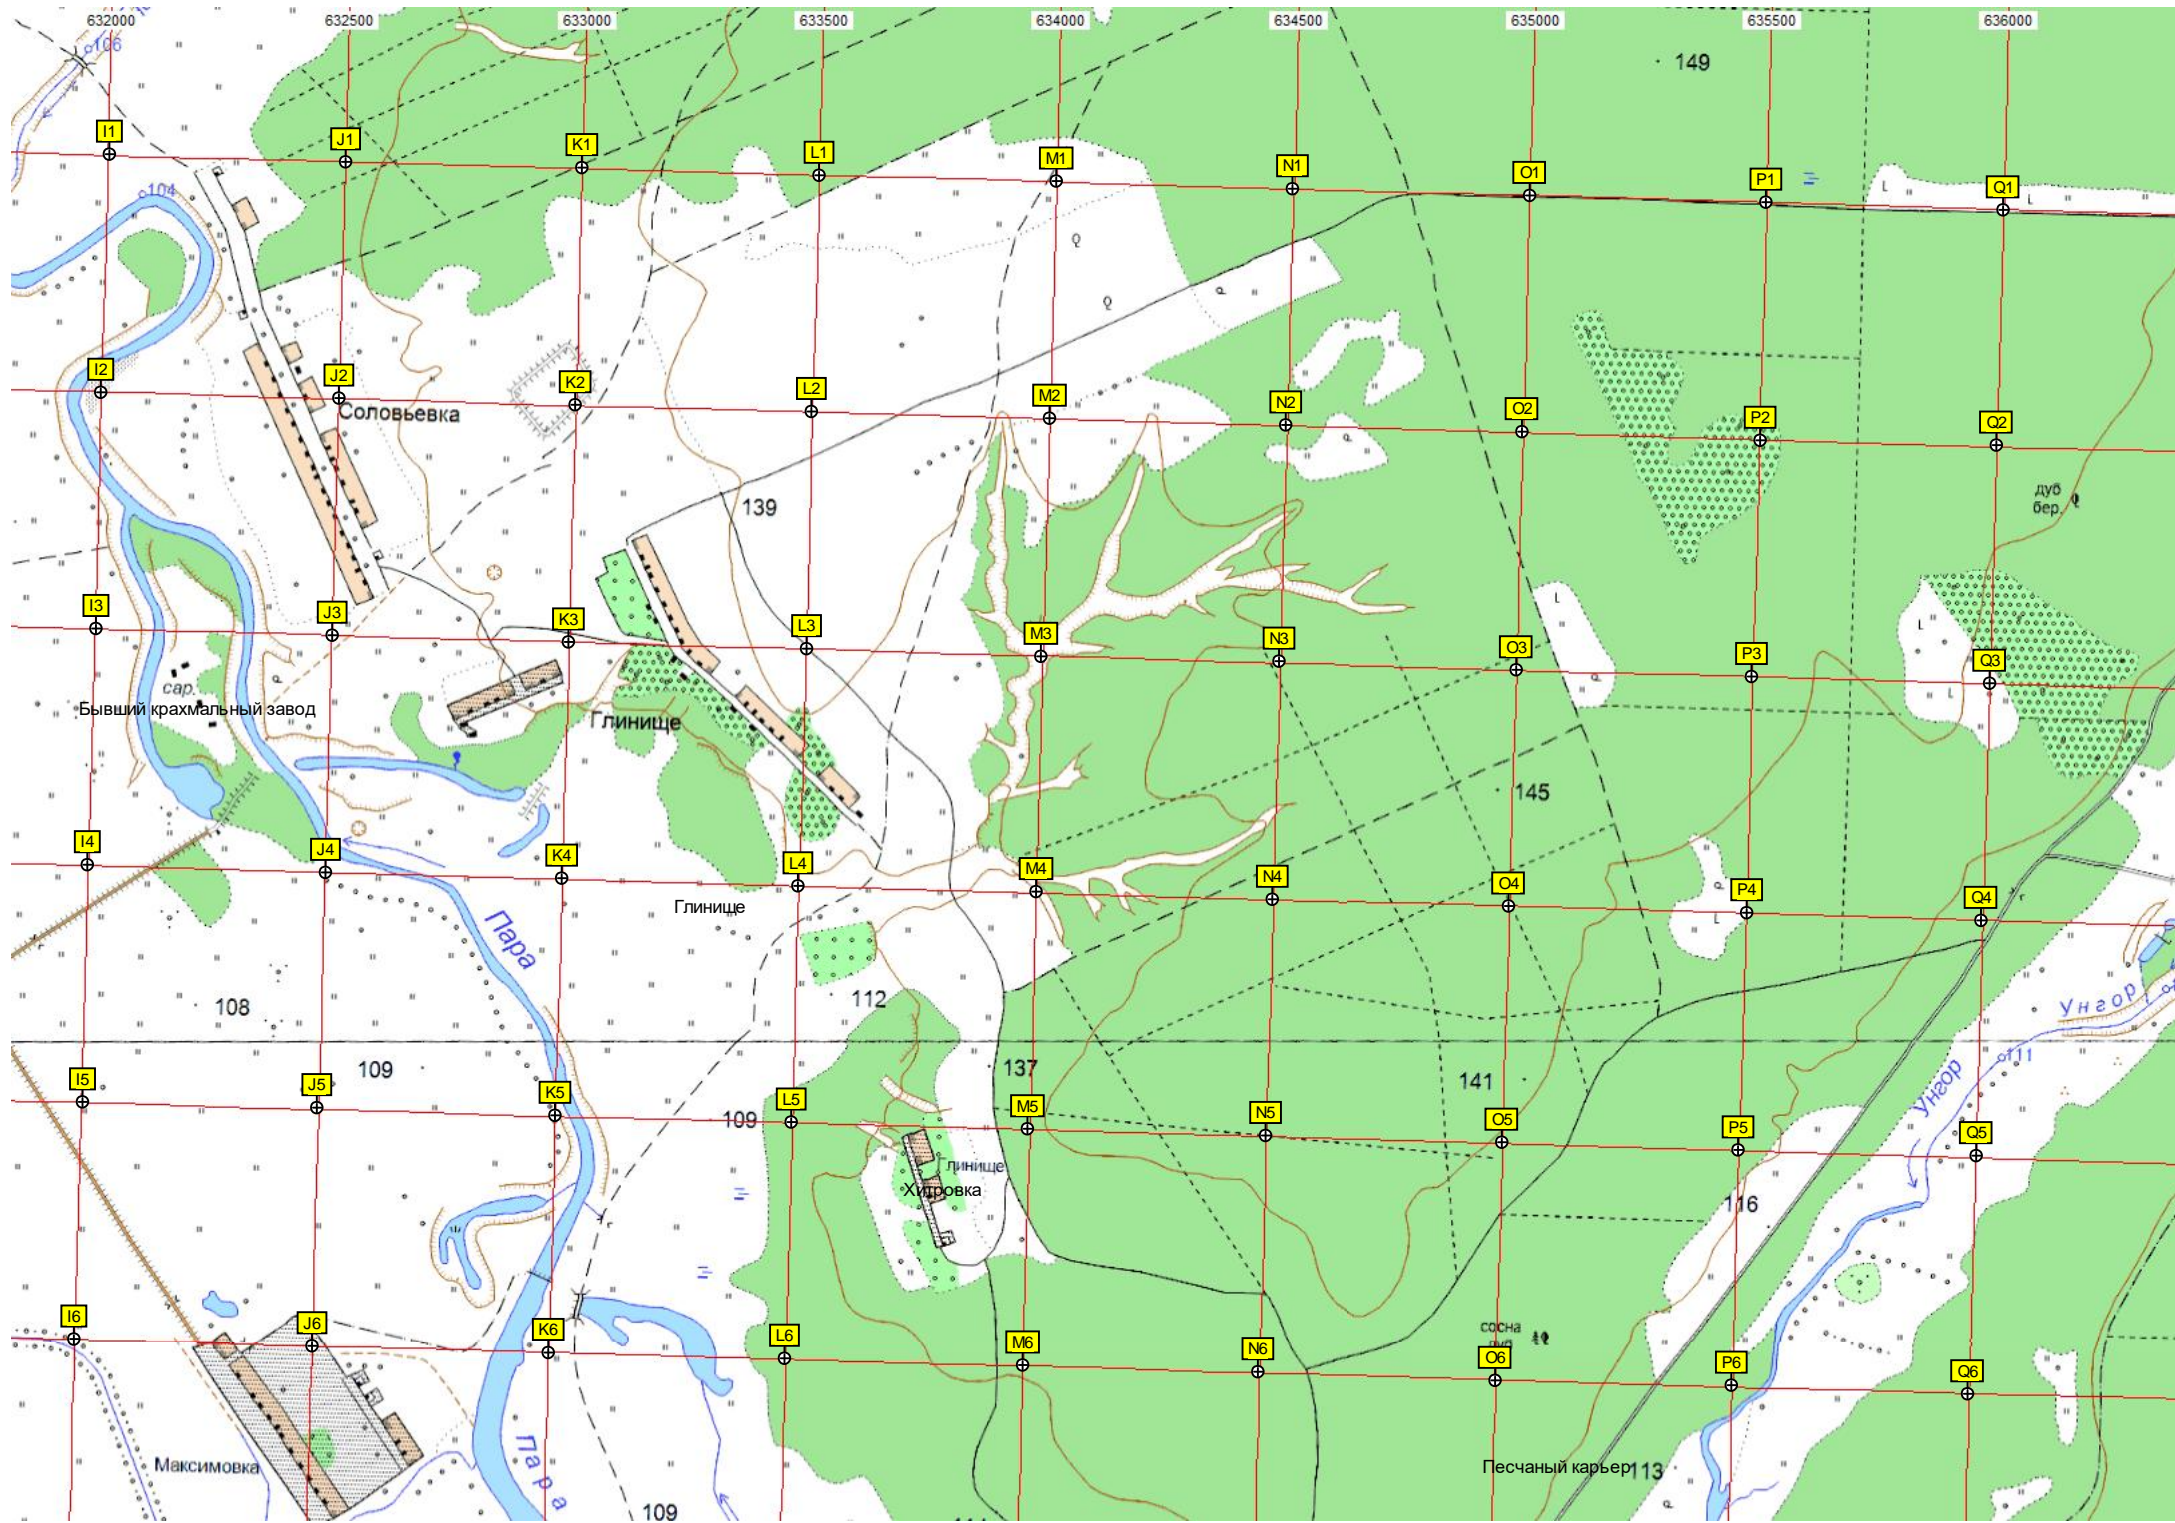 632000 632500 633000 633500 634000 634500 635000 635500 636000
106
149
I1 J1 K1 L1 M1 N1 O1 P1 Q1
104
I2 J2 K2 L2 M2 N2 O2 P2 Q2
Соловьевка
139
дуб
бер.
I3 J3 K3 L3 M3 N3 O3 P3 Q3
сар.
Бывший крахмальный завод
Глинище
145
I4 J4 K4 L4 M4 N4 O4 P4 Q4
Глинище
Пара
108
112
Унгор
109
137
141
111
Унгор
I5 J5 K5 L5 M5 N5 O5 P5 Q5
109
Глинище
Хитровка
116
сосна
дуб
I6 J6 K6 L6 M6 N6 O6 P6 Q6
Максимовка
Пара
Песчаный карьер
113
109